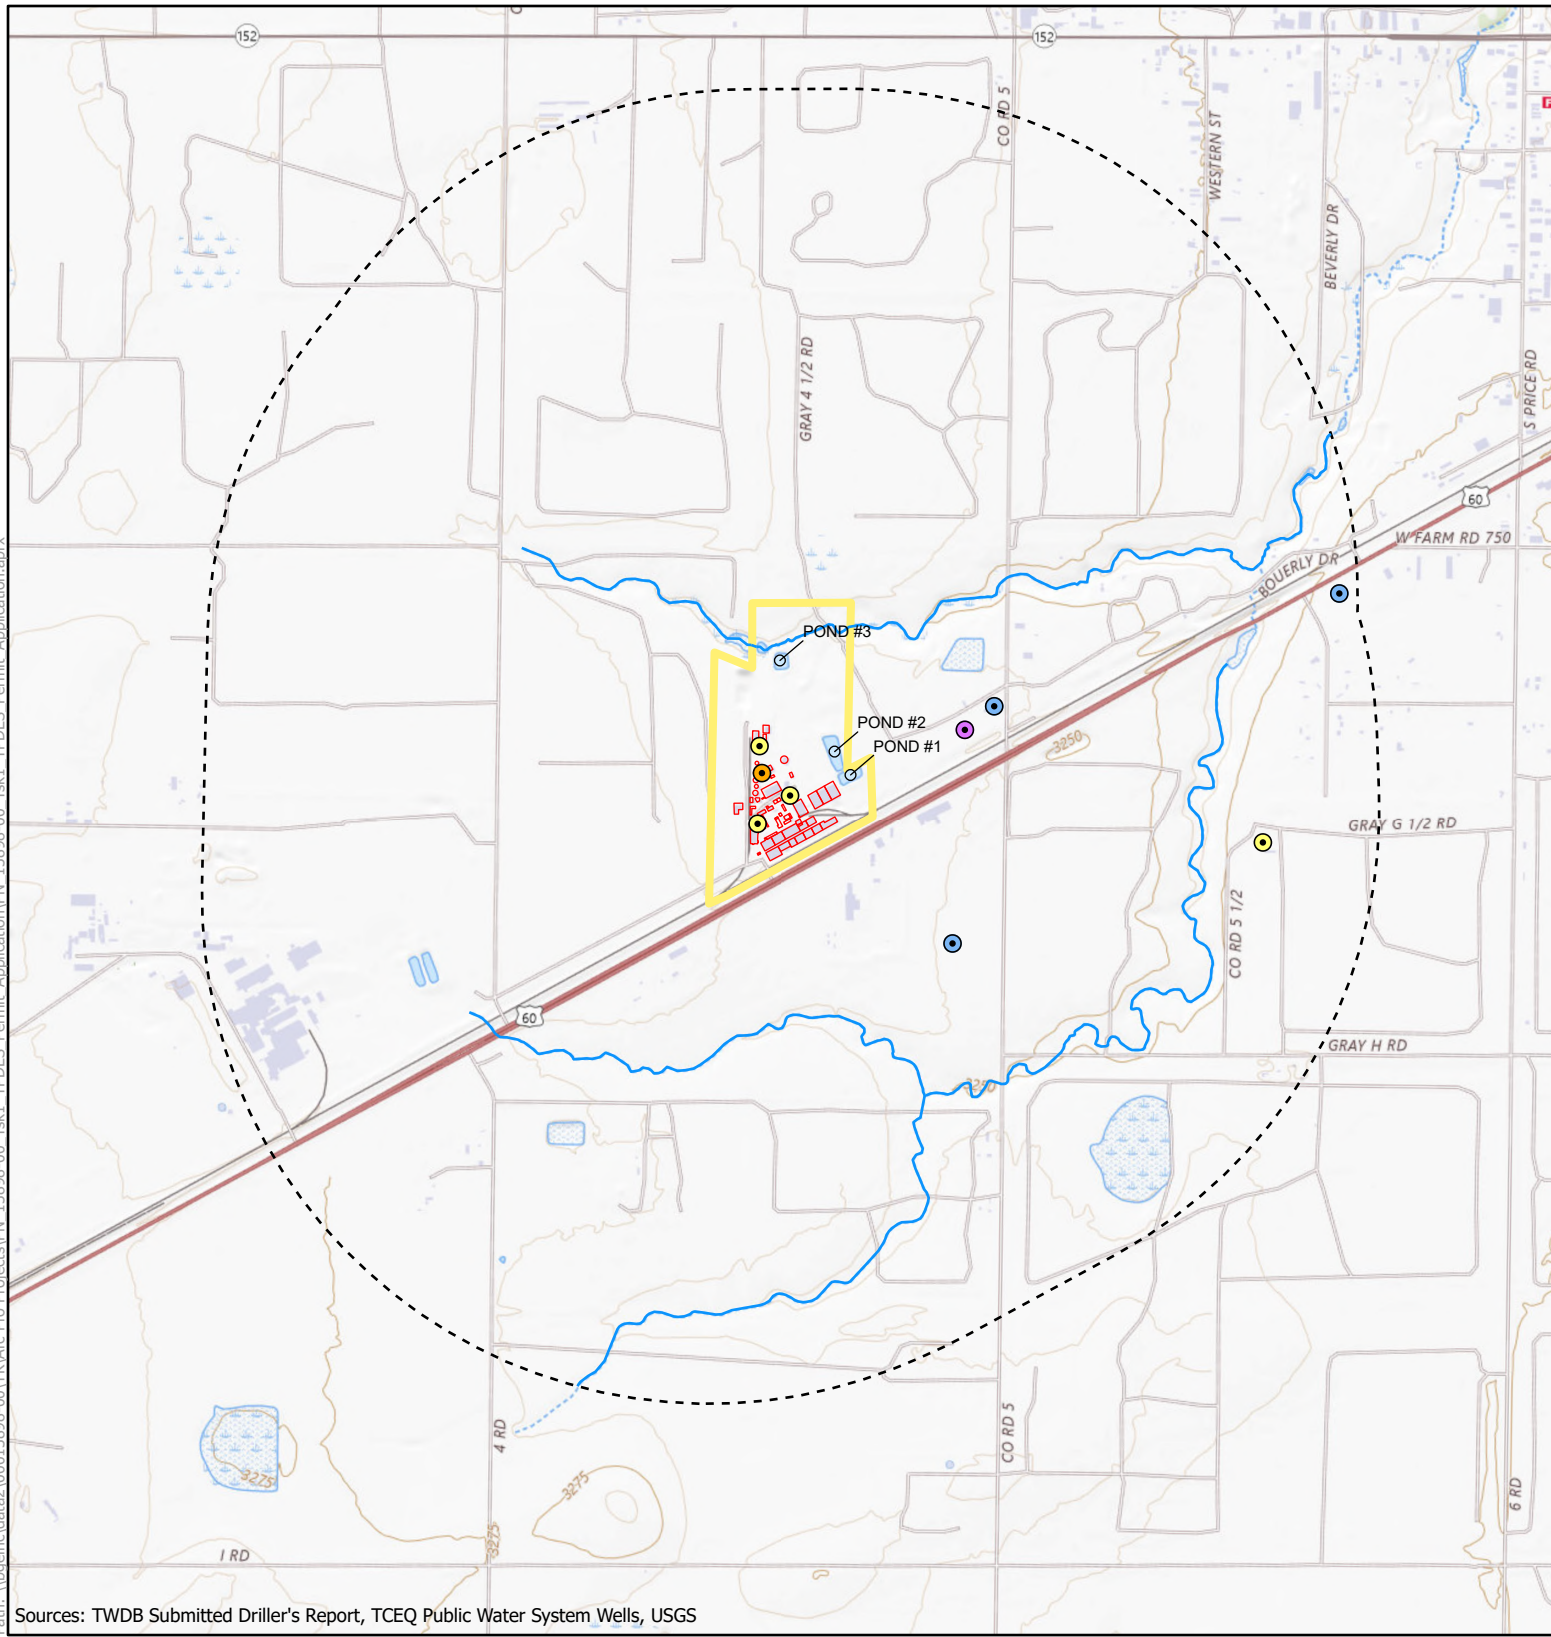 152
152
CO RD 5
WESTERN ST
BEVERLY DR
GRAY 4 1/2 RD
S PRICE RD
60
W FARM RD 750
BOUERLY DR
POND #3
POND #2
POND #1
3250
GRAY G 1/2 RD
CO RD 5 1/2
60
GRAY H RD
3250
4 RD
CO RD 5
3275
3275
6 RD
3275
I RD
Sources: TWDB Submitted Driller's Report, TCEQ Public Water System Wells, USGS